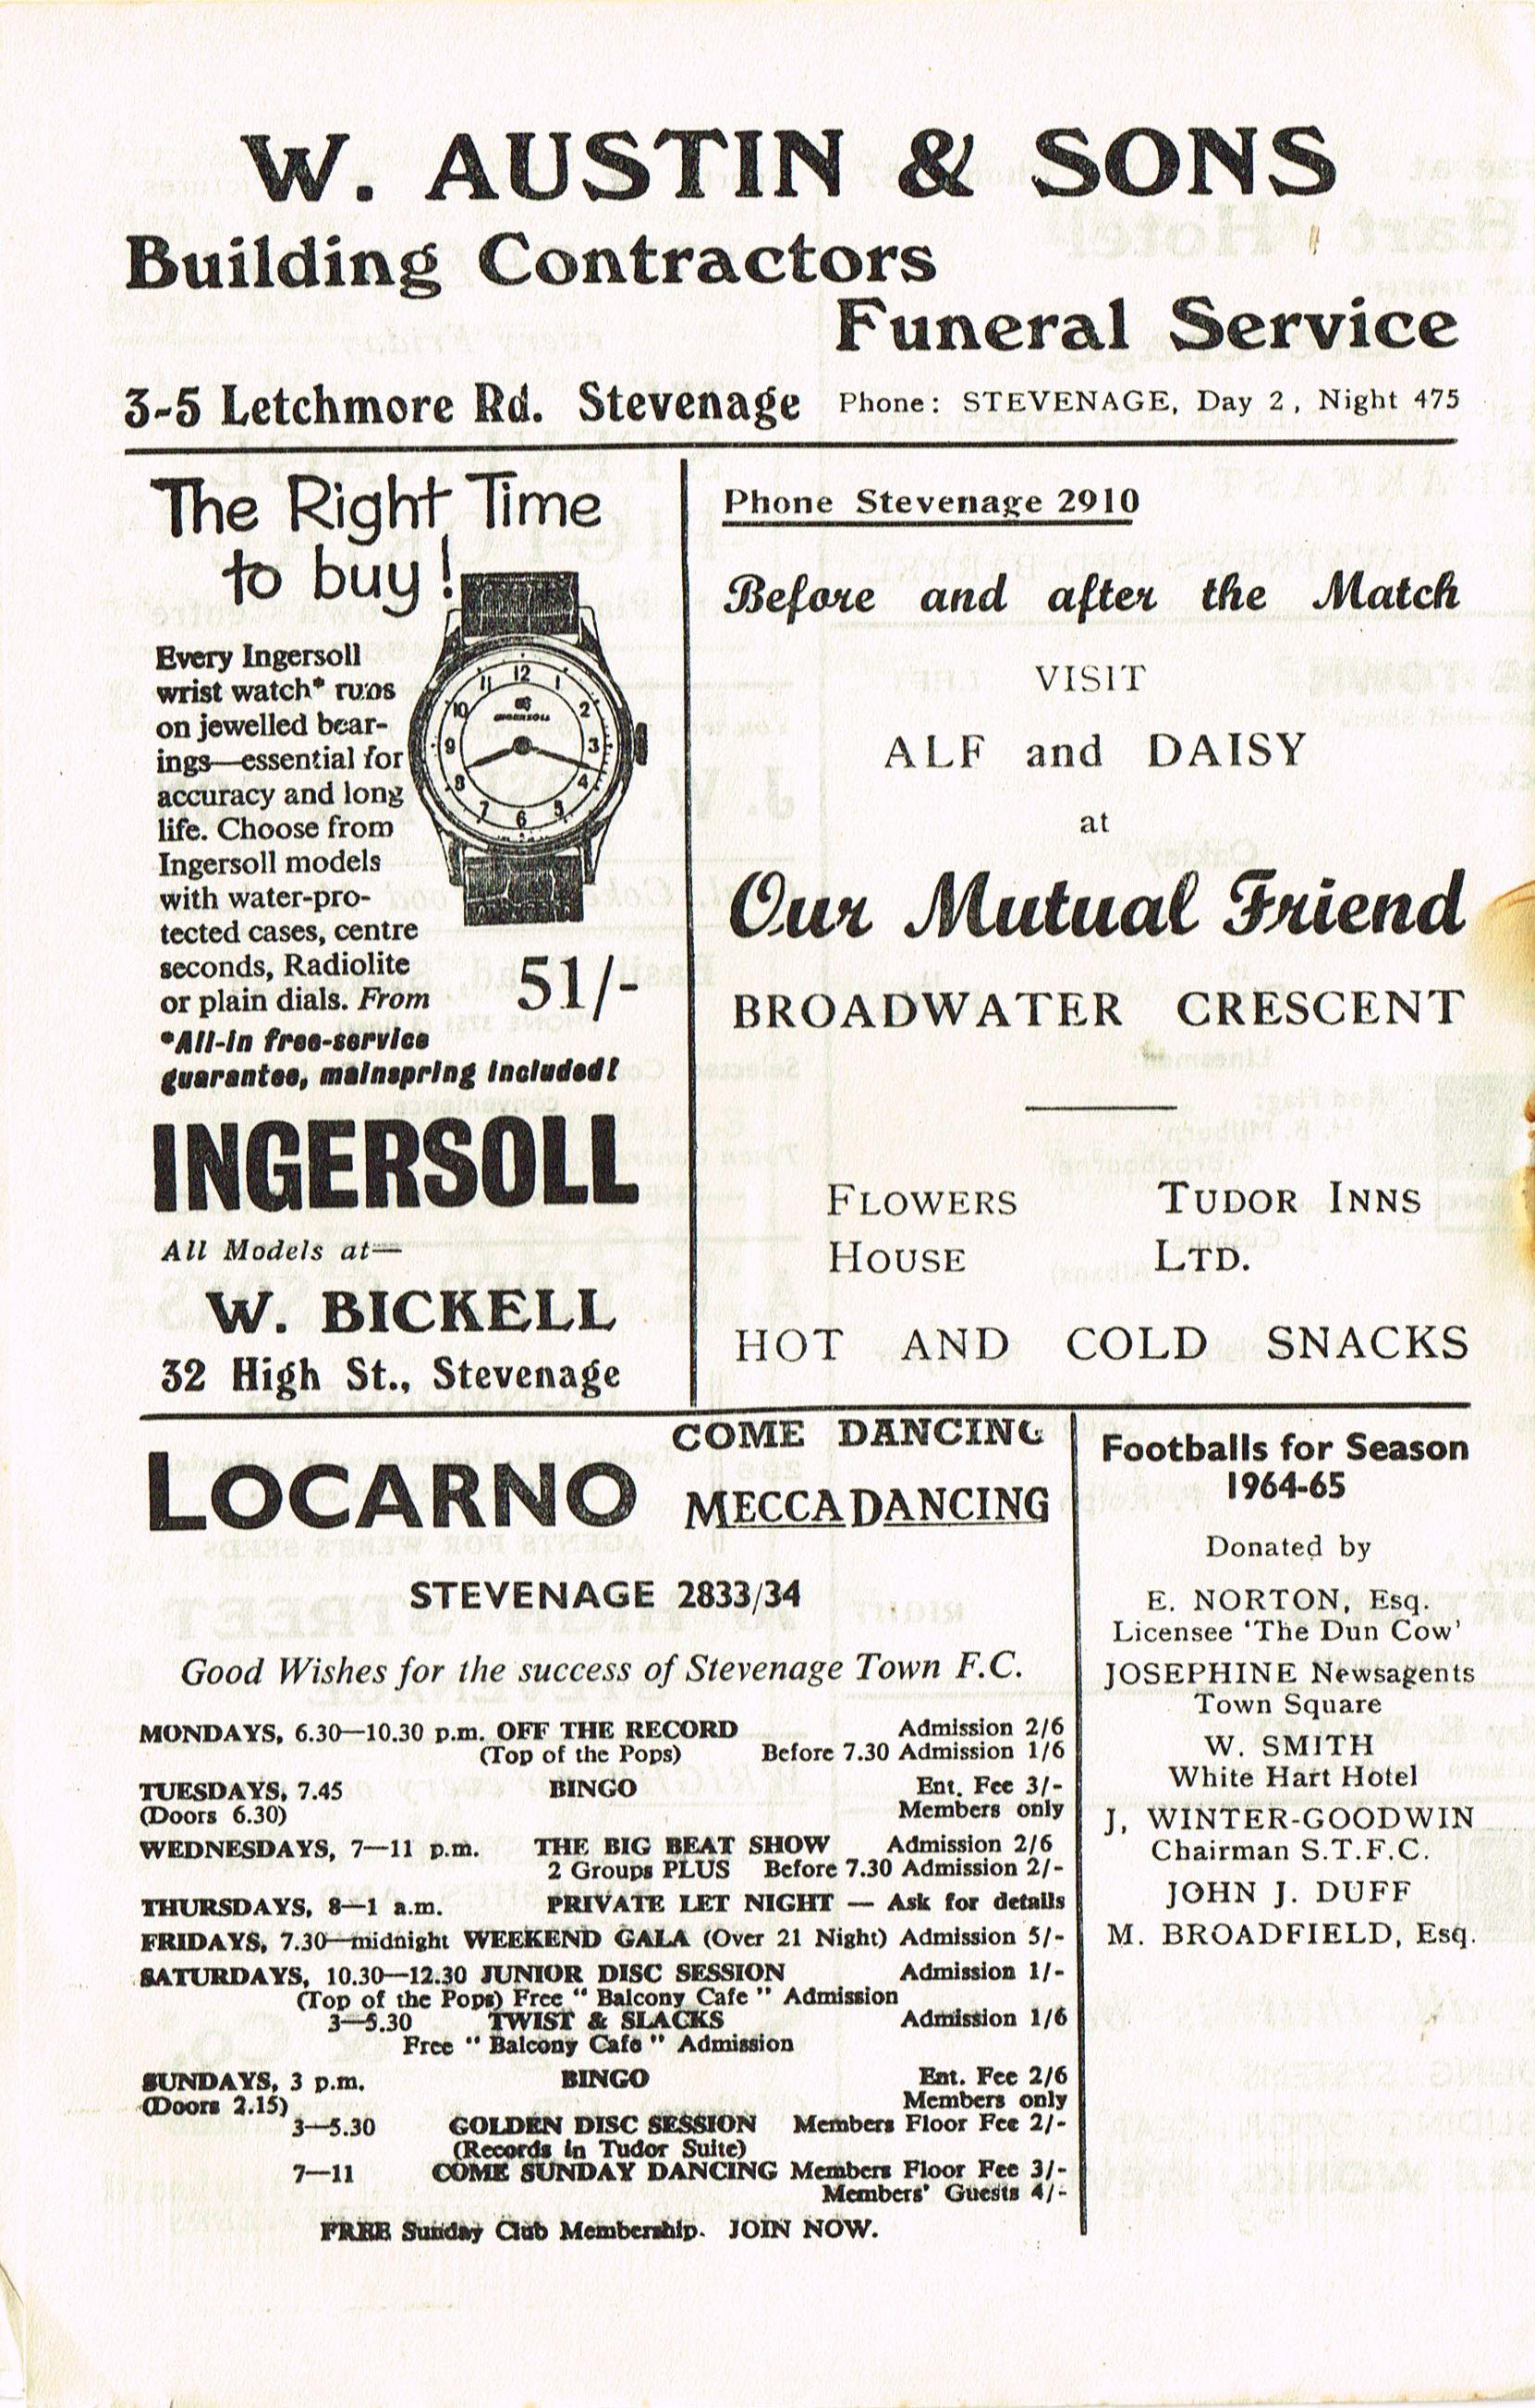 W. AUSTIN & SONS
Building Contractors
Funeral Service
3-5 Letchmore Rd. Stevenage Phone: STEVENAGE, Day 2, Night 475
The Right Time
to buy!
Every Ingersoll
wrist watch* runs
on jewelled bear-
ings—essential for
accuracy and long
life. Choose from
Ingersoll models
with water-pro-
tected cases, centre
seconds, Radiolite
or plain dials. From 51/-
*All-in free-service
guarantee, mainspring included!
12
1
2
3
4
5
6
7
8
9
10
11
INGERSOLL
INGERSOLL
All Models at—
W. BICKELL
32 High St., Stevenage
Phone Stevenage 2910
Before and after the Match
VISIT
ALF and DAISY
at
Our Mutual Friend
BROADWATER CRESCENT
FLOWERS TUDOR INNS
HOUSE LTD.
HOT AND COLD SNACKS
COME DANCING
LOCARNO MECCA DANCING
STEVENAGE 2833/34
Good Wishes for the success of Stevenage Town F.C.
MONDAYS, 6.30—10.30 p.m. OFF THE RECORD Admission 2/6
(Top of the Pops) Before 7.30 Admission 1/6
TUESDAYS, 7.45 BINGO Ent. Fee 3/-
(Doors 6.30) Members only
WEDNESDAYS, 7—11 p.m. THE BIG BEAT SHOW Admission 2/6
2 Groups PLUS Before 7.30 Admission 2/-
THURSDAYS, 8—1 a.m. PRIVATE LET NIGHT — Ask for details
FRIDAYS, 7.30—midnight WEEKEND GALA (Over 21 Night) Admission 5/-
SATURDAYS, 10.30—12.30 JUNIOR DISC SESSION Admission 1/-
(Top of the Pops) Free " Balcony Cafe " Admission
3—5.30 TWIST & SLACKS Admission 1/6
Free " Balcony Cafe " Admission
SUNDAYS, 3 p.m. BINGO Ent. Fee 2/6
(Doors 2.15) Members only
3—5.30 GOLDEN DISC SESSION Members Floor Fee 2/-
(Records in Tudor Suite)
7—11 COME SUNDAY DANCING Members Floor Fee 3/-
Members' Guests 4/-
FREE Sunday Club Membership. JOIN NOW.
Footballs for Season
1964-65
Donated by
E. NORTON, Esq.
Licensee 'The Dun Cow'
JOSEPHINE Newsagents
Town Square
W. SMITH
White Hart Hotel
J, WINTER-GOODWIN
Chairman S.T.F.C.
JOHN J. DUFF
M. BROADFIELD, Esq.